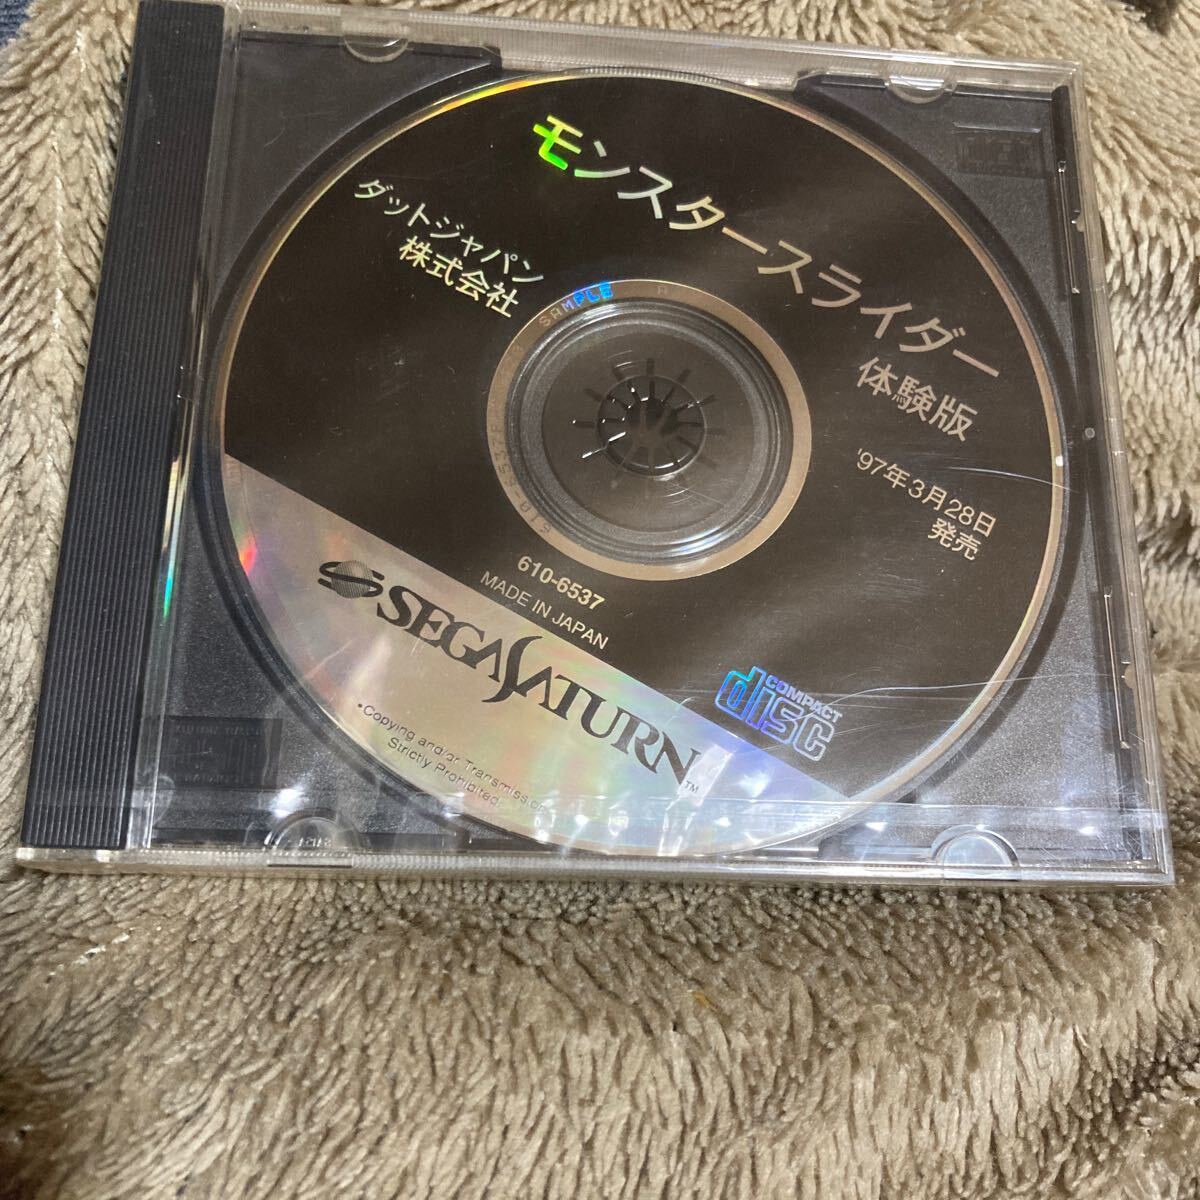 モンスタースライダー
体験版
ダットジャパン
株式会社
'97年3月28日
発売
SAMPLE
A
610-6537
MADE IN JAPAN
SEGA SATURN™
COMPACT
disc
•Copying and/or Transmission
Strictly Prohibited.